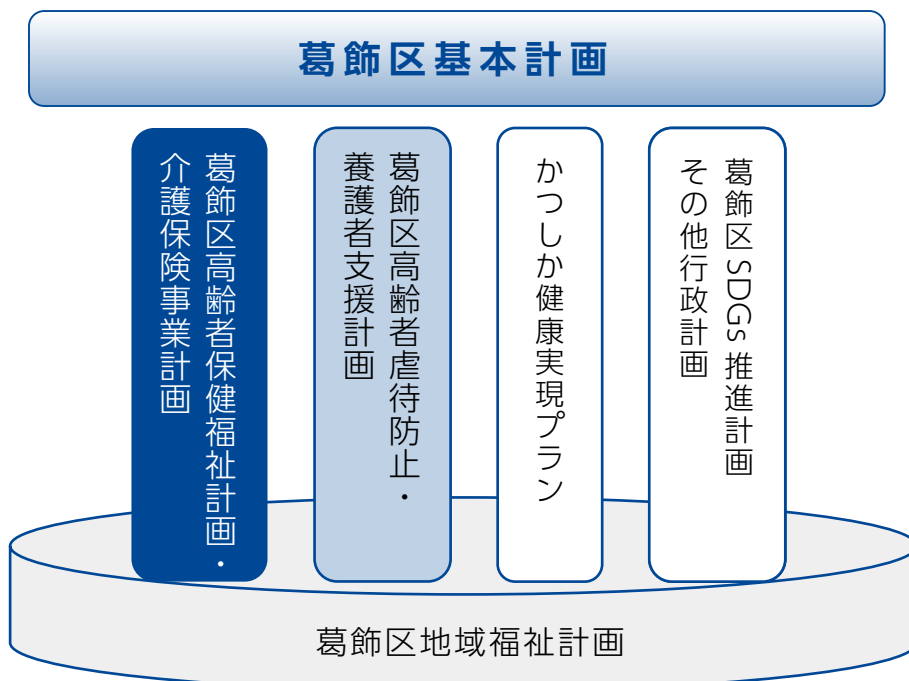 葛飾区基本計画
葛飾区高齢者保健福祉計画・
介護保険事業計画
葛飾区高齢者虐待防止・
養護者支援計画
かつしか健康実現プラン
葛飾区SDGs推進計画
その他行政計画
葛飾区地域福祉計画